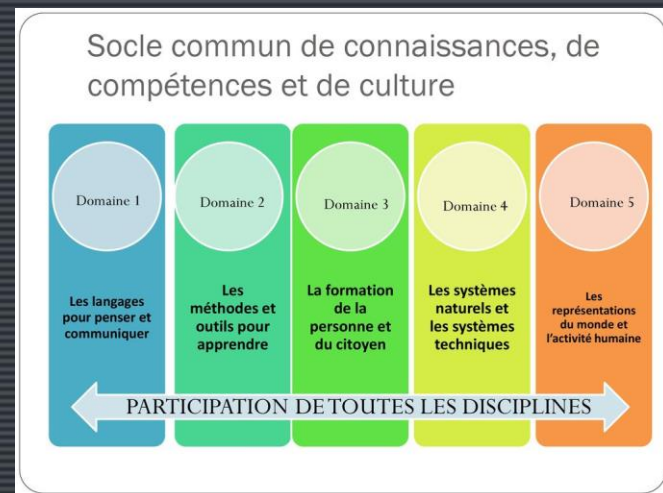 Socle commun de connaissances, de
compétences et de culture
Domaine 1
Domaine 2
Domaine 3
Domaine 4
Domaine 5
Les langages
pour penser et
communiquer
Les
méthodes et
outils pour
apprendre
La formation
de la
personne et
du citoyen
Les systèmes
naturels et
les systèmes
techniques
Les
représentations
du monde et
l’activité humaine
PARTICIPATION DE TOUTES LES DISCIPLINES